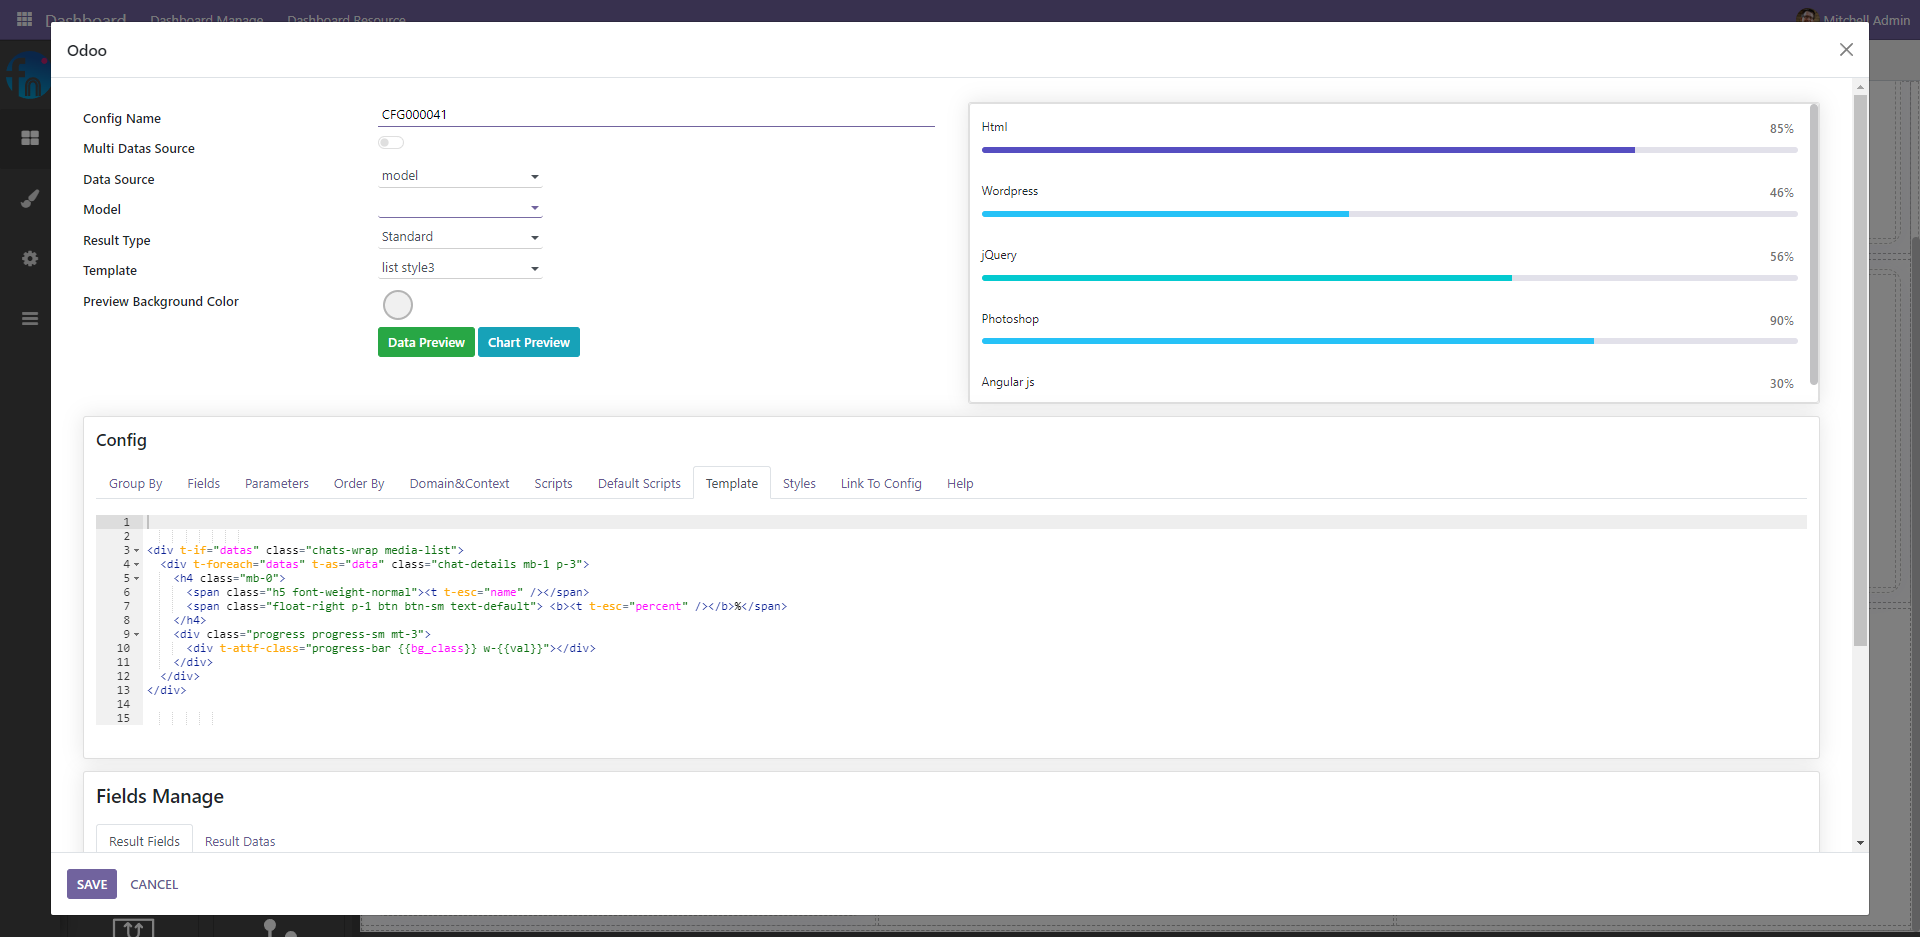 Dashboard Dashboard Manage Dashboard Resource Mitchell Admin
fn
Odoo
Config Name CFG000041
Multi Datas Source
Data Source model
Model
Result Type Standard
Template list style3
Preview Background Color
Data Preview Chart Preview
Html 85%
Wordpress 46%
jQuery 56%
Photoshop 90%
Angular js 30%
Config
Group By Fields Parameters Order By Domain&Context Scripts Default Scripts Template Styles Link To Config Help
1
2
3 <div t-if="datas" class="chats-wrap media-list">
4 <div t-foreach="datas" t-as="data" class="chat-details mb-1 p-3">
5 <h4 class="mb-0">
6 <span class="h5 font-weight-normal"><t t-esc="name" /></span>
7 <span class="float-right p-1 btn btn-sm text-default"> <b><t t-esc="percent" /></b>%</span>
8 </h4>
9 <div class="progress progress-sm mt-3">
10 <div t-attf-class="progress-bar {{bg_class}} w-{{val}}"></div>
11 </div>
12 </div>
13 </div>
14
15
Fields Manage
Result Fields Result Datas
SAVE CANCEL